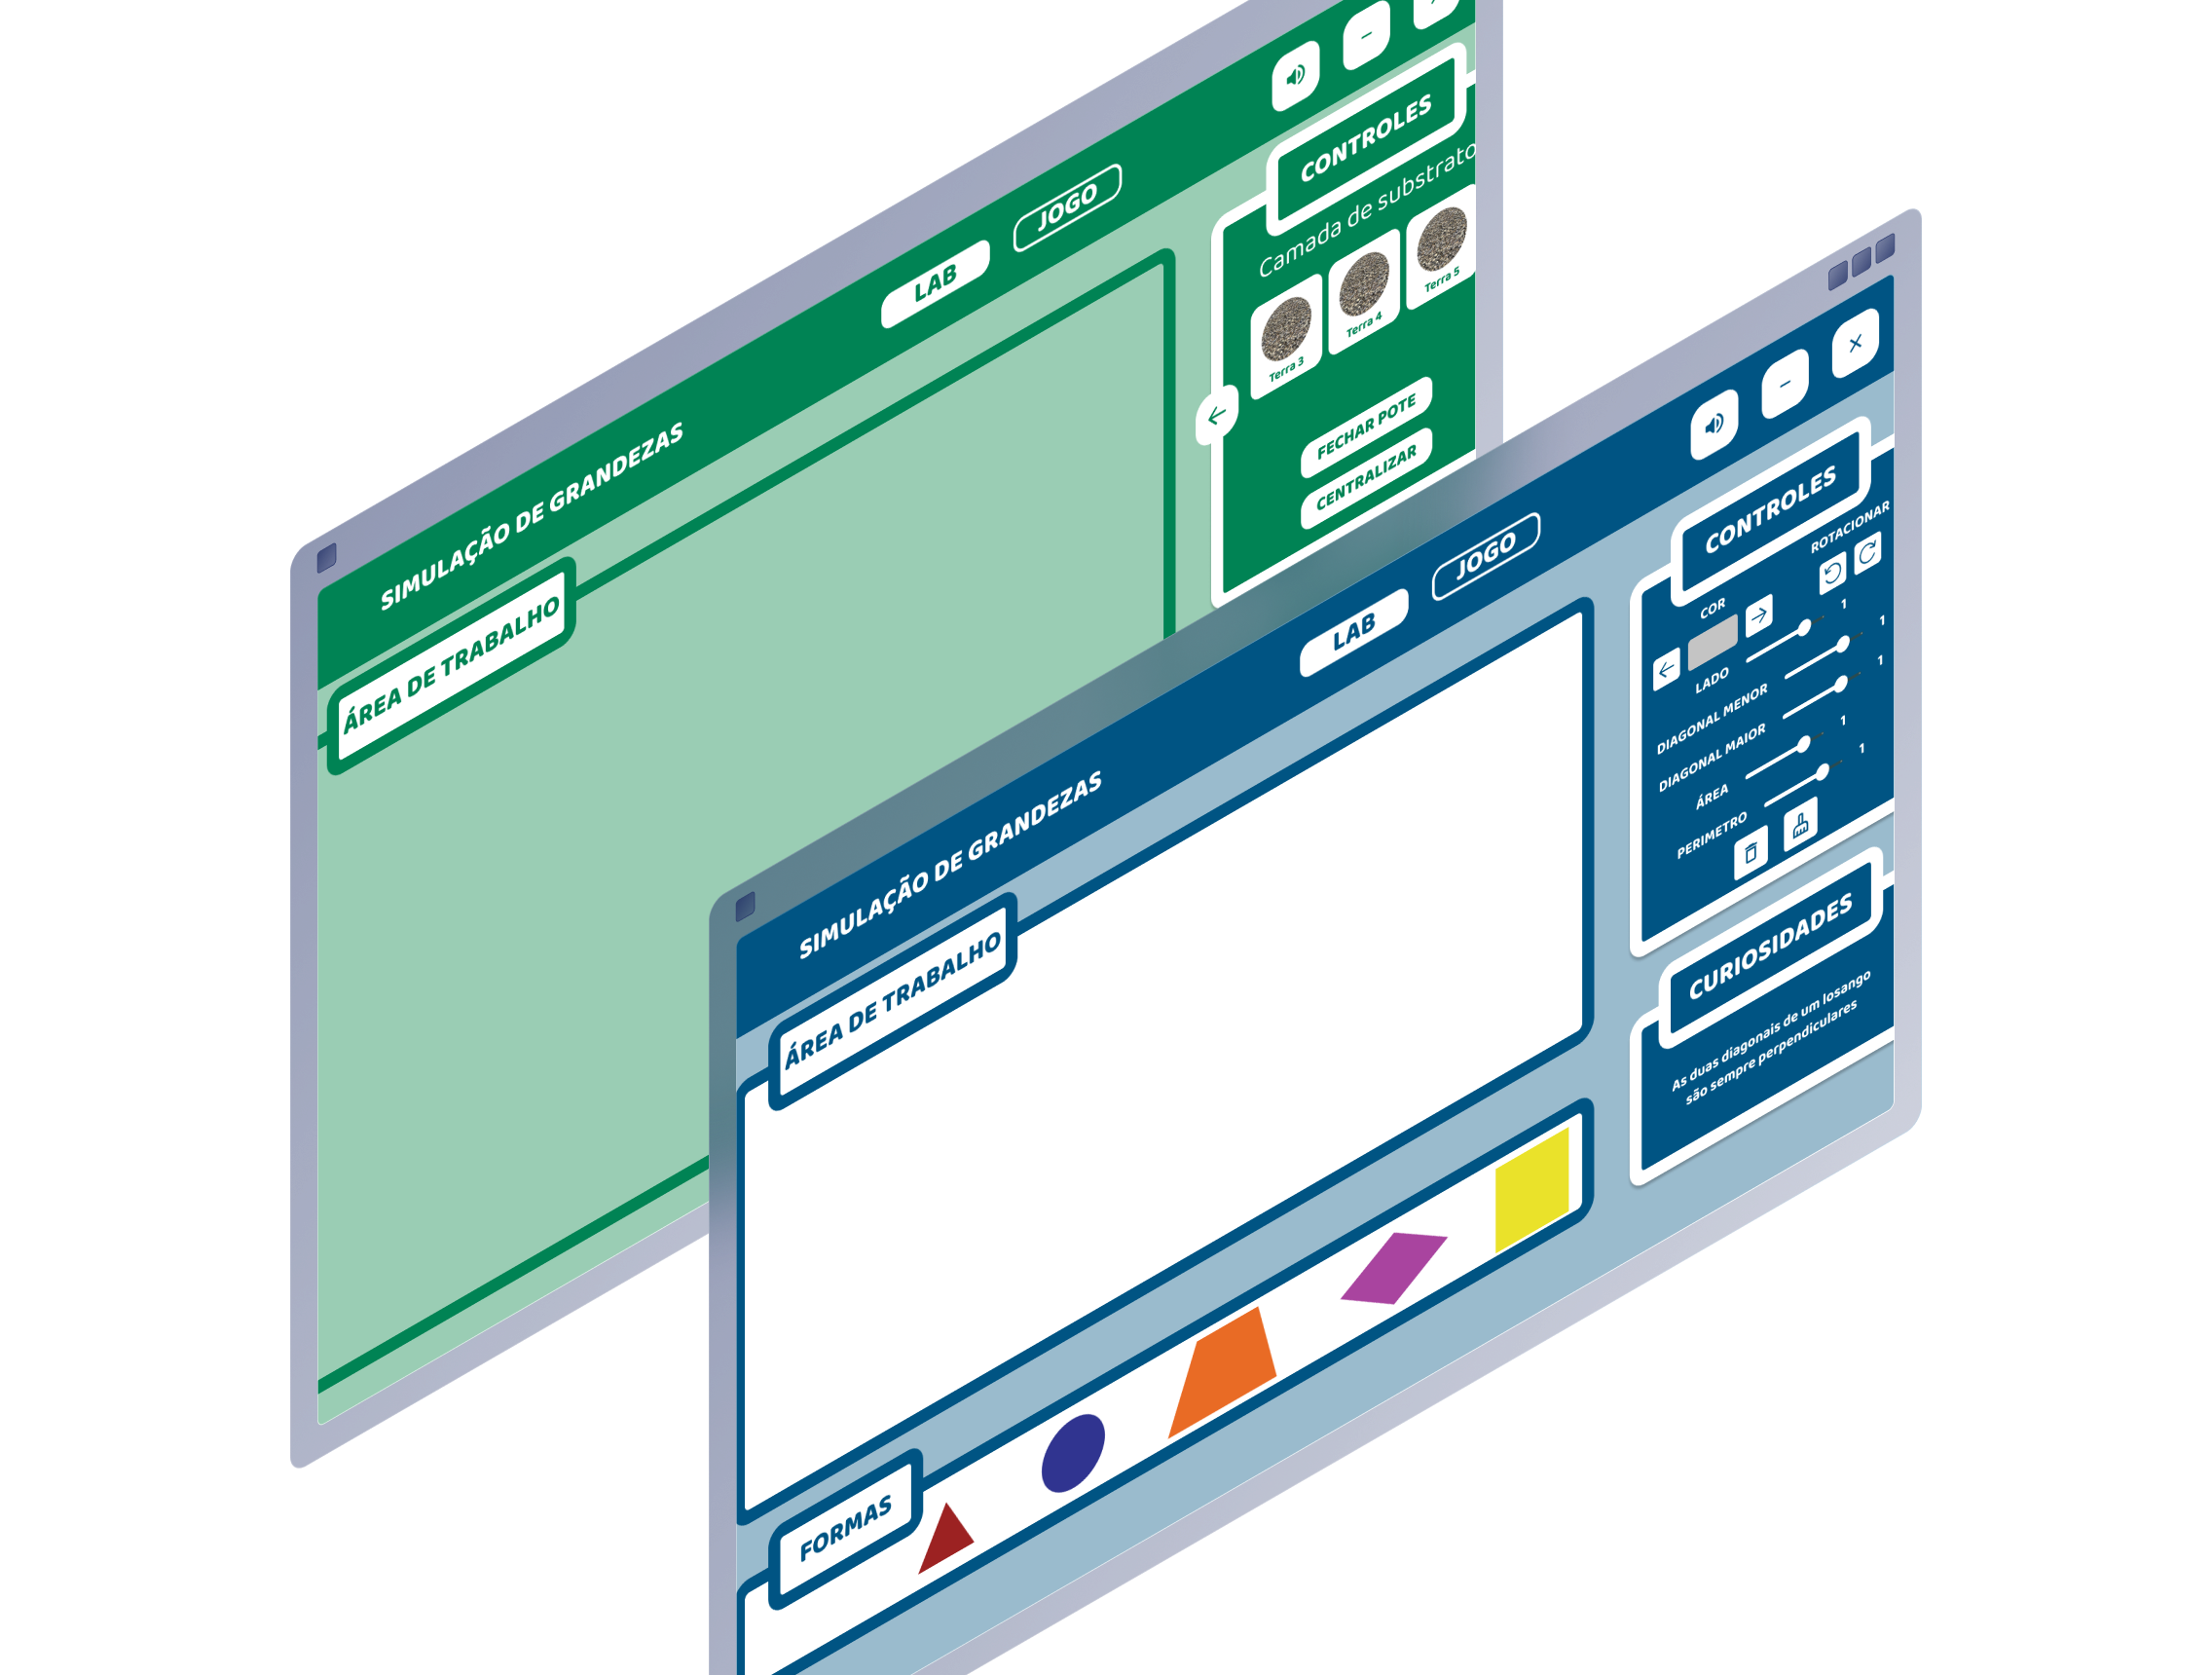 SIMULAÇÃO DE GRANDEZAS
LAB
JOGO
ÁREA DE TRABALHO
CONTROLES
Camada de substrato
Terra 3
Terra 4
Terra 5
FECHAR POTE
CENTRALIZAR
SIMULAÇÃO DE GRANDEZAS
LAB
JOGO
ÁREA DE TRABALHO
FORMAS
CONTROLES
COR
ROTACIONAR
LADO
1
DIAGONAL MENOR
1
DIAGONAL MAIOR
1
ÁREA
1
PERIMETRO
1
CURIOSIDADES
As duas diagonais de um losango
são sempre perpendiculares